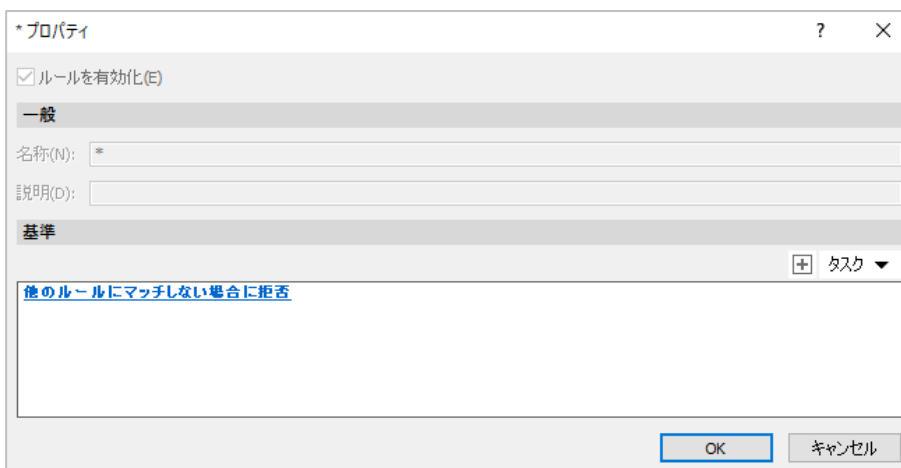 * プロパティ ?
ルールを有効化(E)
一般
名称(N): *
説明(D):
基準
タスク
他のルールにマッチしない場合に拒否
OK キャンセル